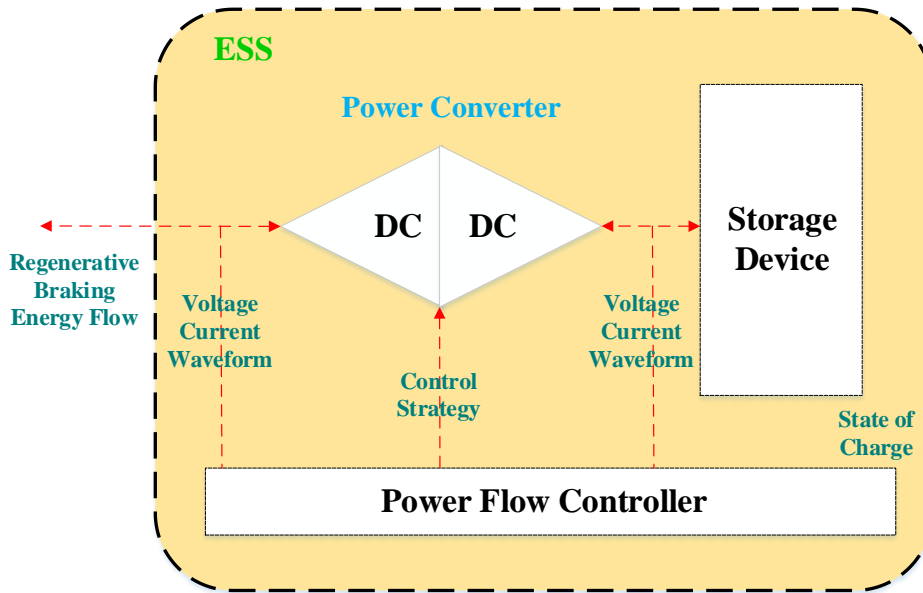 ESS
Power Converter
DC
DC
Storage
Device
Regenerative
Braking
Energy Flow
Voltage
Current
Waveform
Control
Strategy
Voltage
Current
Waveform
State of
Charge
Power Flow Controller